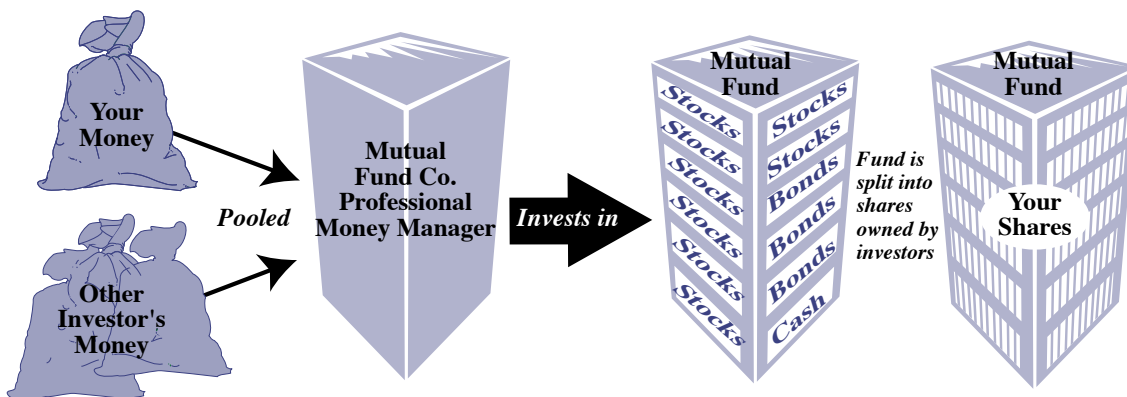 Your
Money
Other
Investor's
Money
Pooled
Mutual
Fund Co.
Professional
Money Manager
Invests in
Mutual
Fund
Stocks
Stocks
Stocks
Stocks
Stocks
Stocks
Stocks
Stocks
Bonds
Bonds
Bonds
Cash
Fund is
split into
shares
owned by
investors
Mutual
Fund
Your
Shares